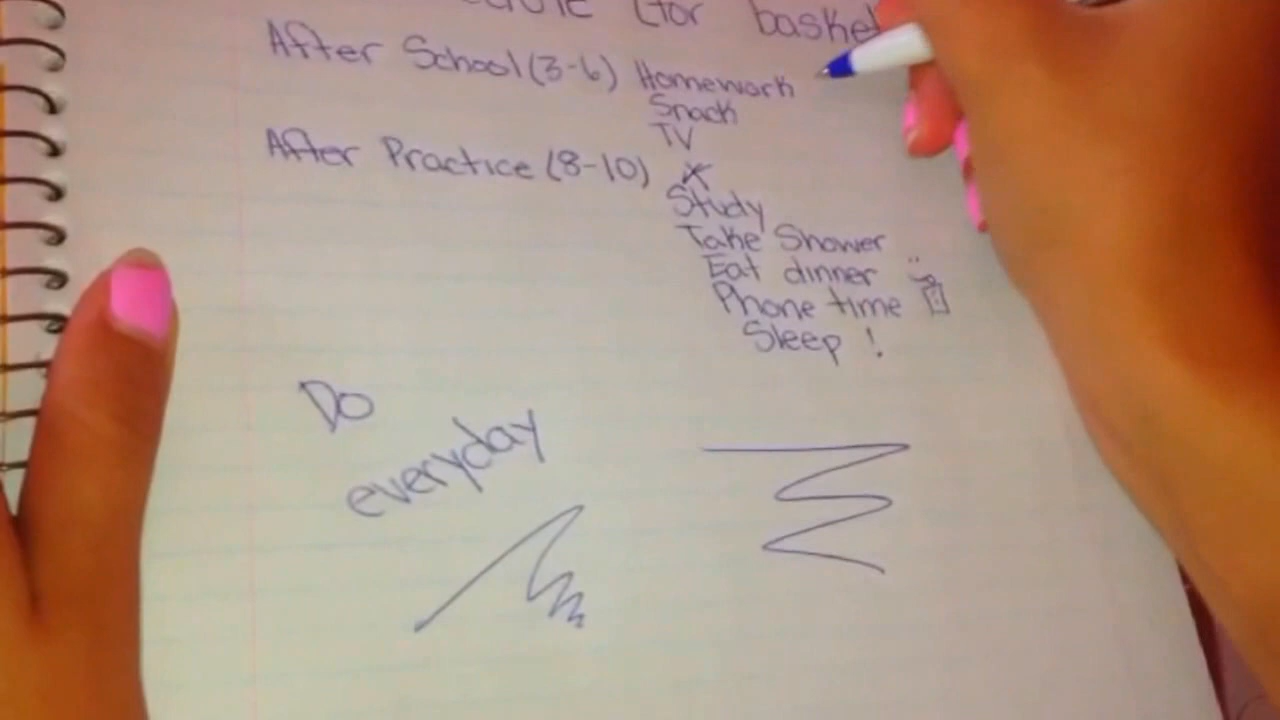 (for basket
After School (3-6) Homework
Snack
TV
After Practice (8-10)
Study
Take Shower
Eat dinner
Phone time
Sleep !
Do
everyday